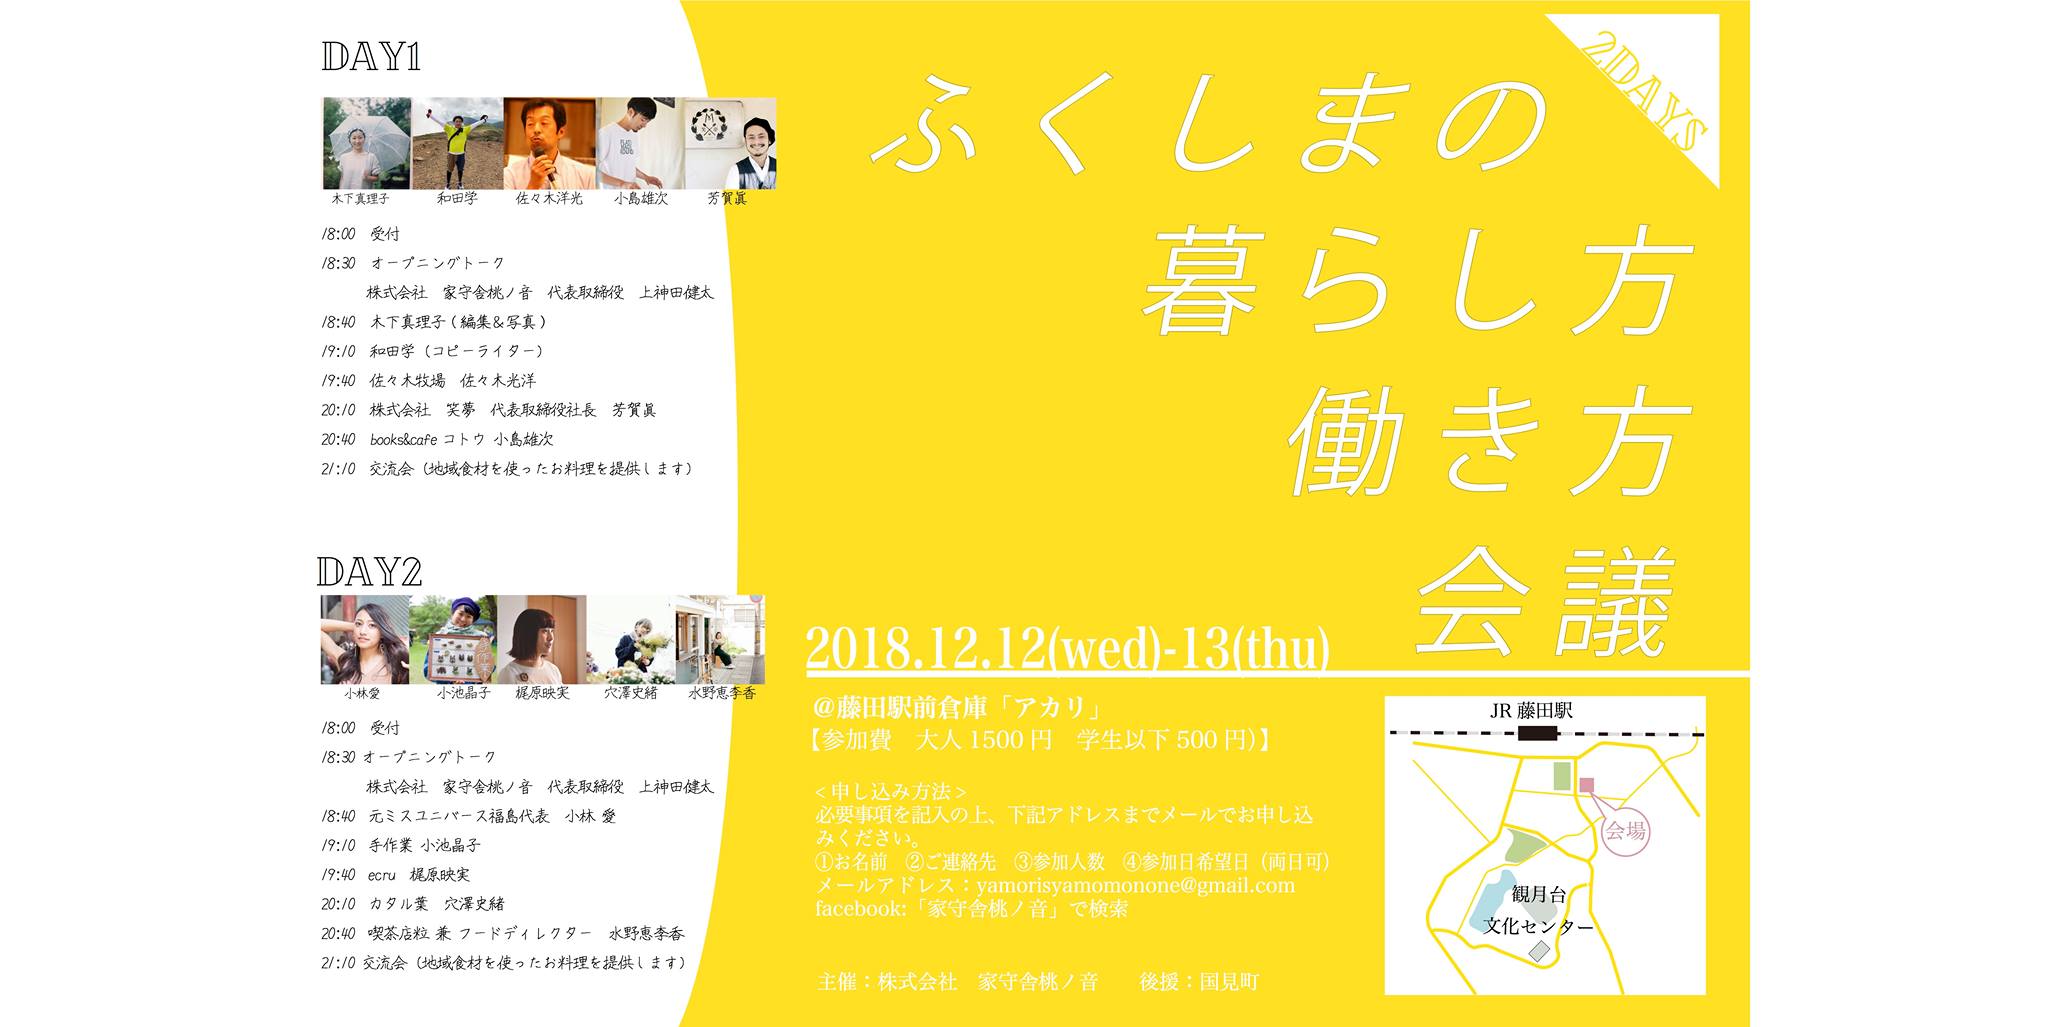 DAY1
木下真理子 和田学 佐々木洋光 小島雄次 芳賀眞
18:00 受付
18:30 オープニングトーク
株式会社 家守舎桃ノ音 代表取締役 上神田健太
18:40 木下真理子(編集&写真)
19:10 和田学(コピーライター)
19:40 佐々木牧場 佐々木光洋
20:10 株式会社 笑夢 代表取締役社長 芳賀眞
20:40 books&cafe コトウ 小島雄次
21:10 交流会(地域食材を使ったお料理を提供します)
DAY2
小林愛 小池晶子 梶原映実 穴澤史緒 水野恵李香
18:00 受付
18:30 オープニングトーク
株式会社 家守舎桃ノ音 代表取締役 上神田健太
18:40 元ミスユニバース福島代表 小林 愛
19:10 手作業 小池晶子
19:40 ecru 梶原映実
20:10 カタル葉 穴澤史緒
20:40 喫茶店粒 兼 フードディレクター 水野恵李香
21:10 交流会(地域食材を使ったお料理を提供します)
2DAYS
ふくしまの
暮らし方
働き方
会議
2018.12.12(wed)-13(thu)
@藤田駅前倉庫「アカリ」
【参加費 大人1500円 学生以下500円)】
<申し込み方法>
必要事項を記入の上、下記アドレスまでメールでお申し込
みください。
①お名前 ②ご連絡先 ③参加人数 ④参加日希望日(両日可)
メールアドレス:yamorisyamomonone@gmail.com
facebook:「家守舎桃ノ音」で検索
主催:株式会社 家守舎桃ノ音 後援:国見町
JR 藤田駅
会場
観月台
文化センター